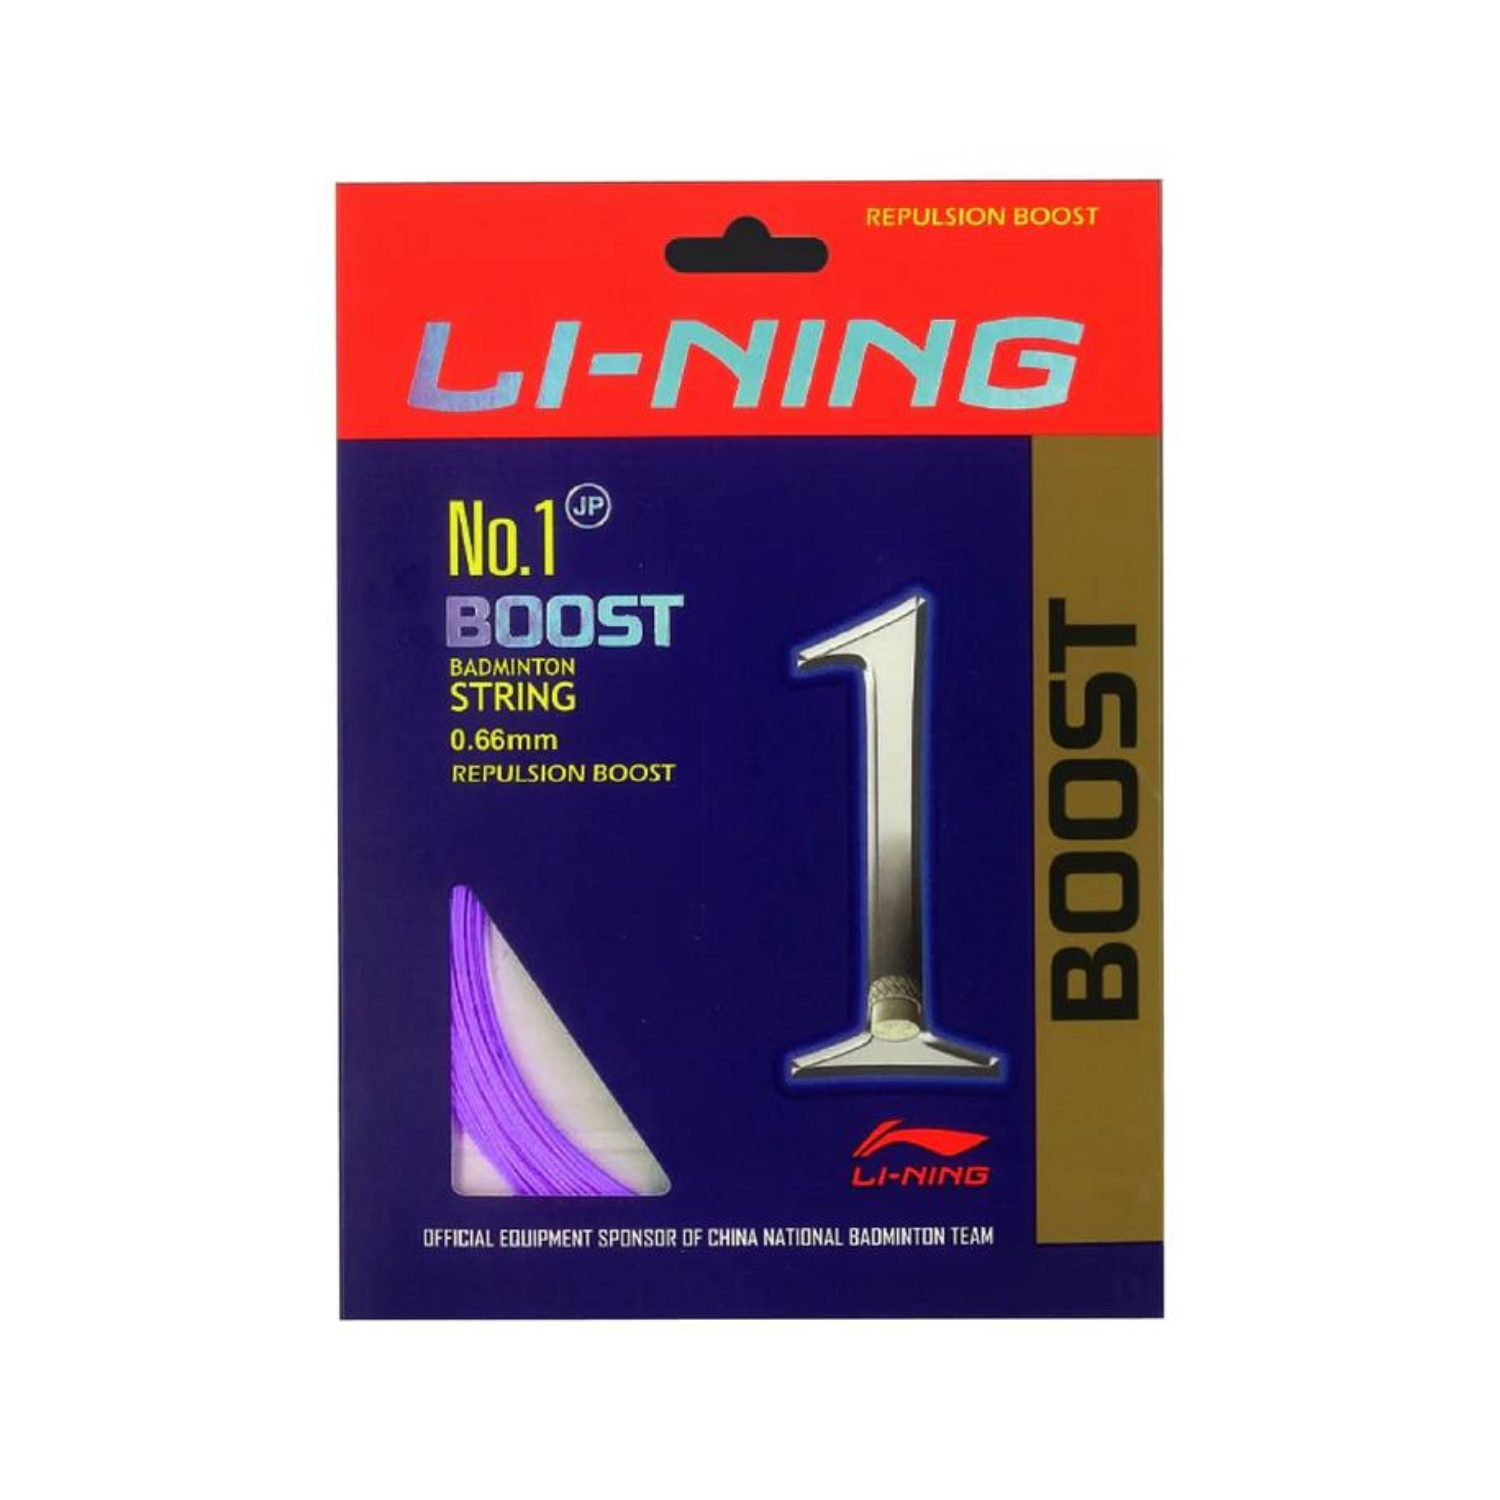 REPULSION BOOST
LI-NING
No.1 JP
BOOST
BADMINTON
STRING
0.66mm
REPULSION BOOST
1
BOOST
LI-NING
OFFICIAL EQUIPMENT SPONSOR OF CHINA NATIONAL BADMINTON TEAM